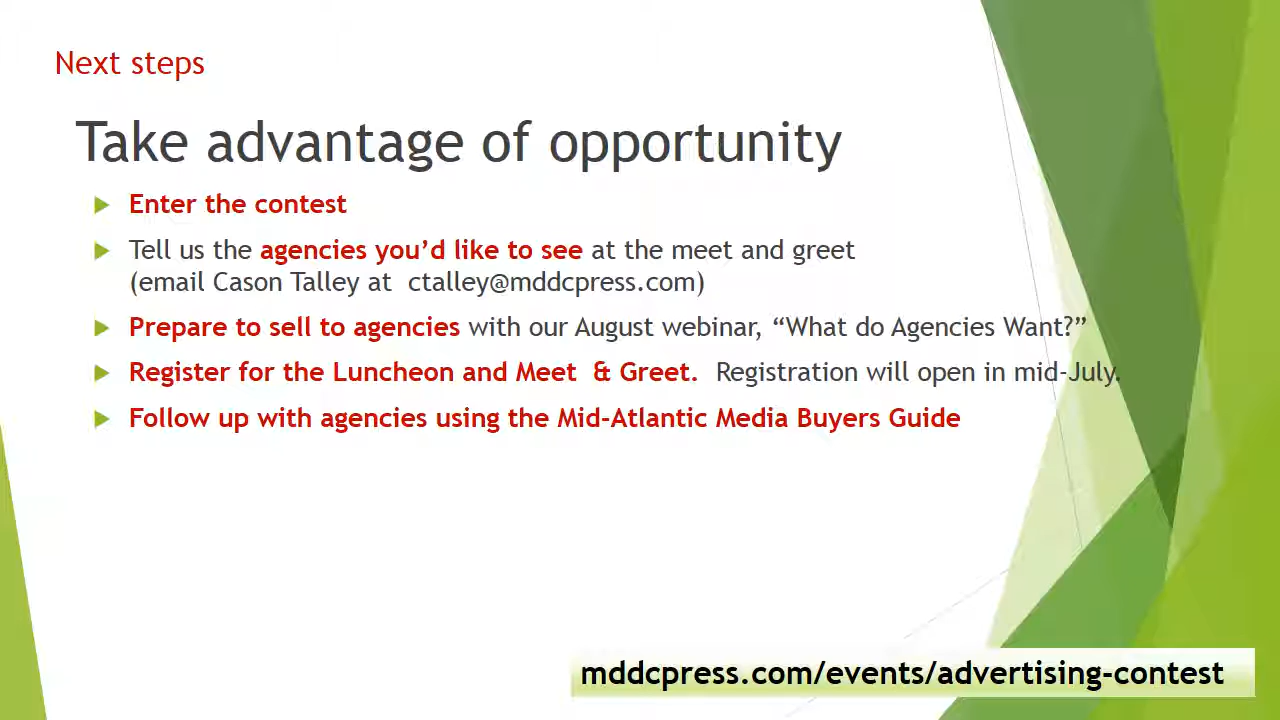 Next steps
Take advantage of opportunity
Enter the contest
Tell us the agencies you’d like to see at the meet and greet
(email Cason Talley at  ctalley@mddcpress.com)
Prepare to sell to agencies with our August webinar, “What do Agencies Want?”
Register for the Luncheon and Meet  & Greet.  Registration will open in mid-July.
Follow up with agencies using the Mid-Atlantic Media Buyers Guide
mddcpress.com/events/advertising-contest